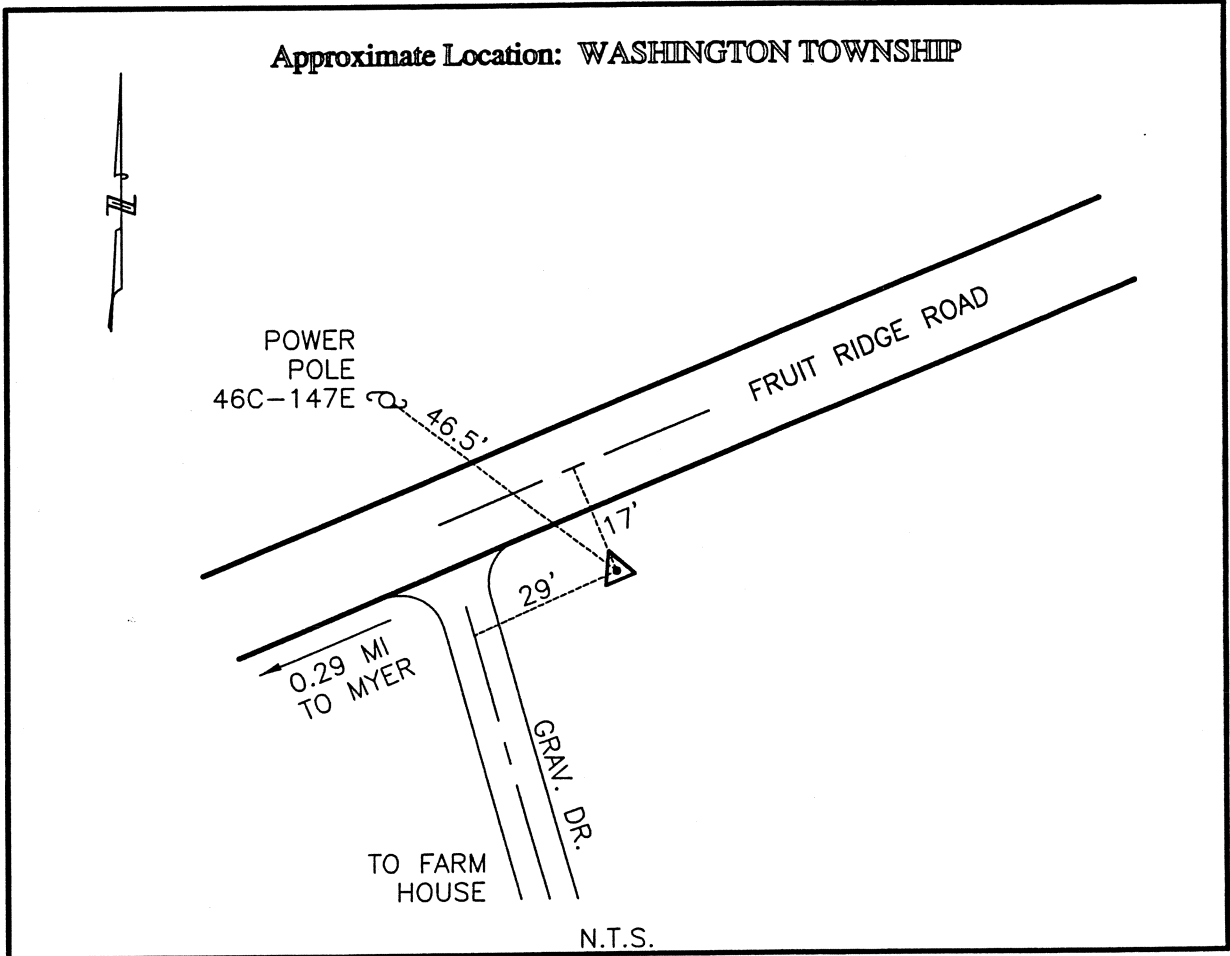 Approximate Location: WASHINGTON TOWNSHIP
N
POWER
POLE
46C-147E
46.5'
FRUIT RIDGE ROAD
17'
29'
0.29 MI
TO MYER
GRAV. DR.
TO FARM
HOUSE
N.T.S.